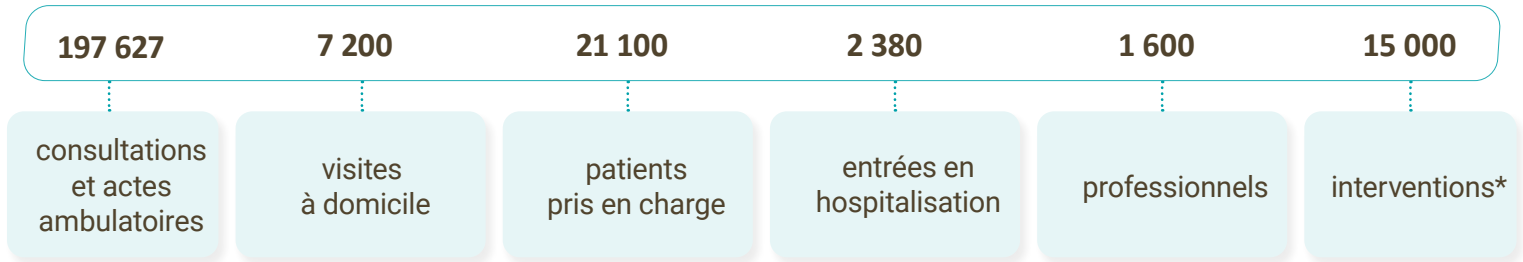 197 627
7 200
21 100
2 380
1 600
15 000
consultations
et actes
ambulatoires
visites
à domicile
patients
pris en charge
entrées en
hospitalisation
professionnels
interventions*